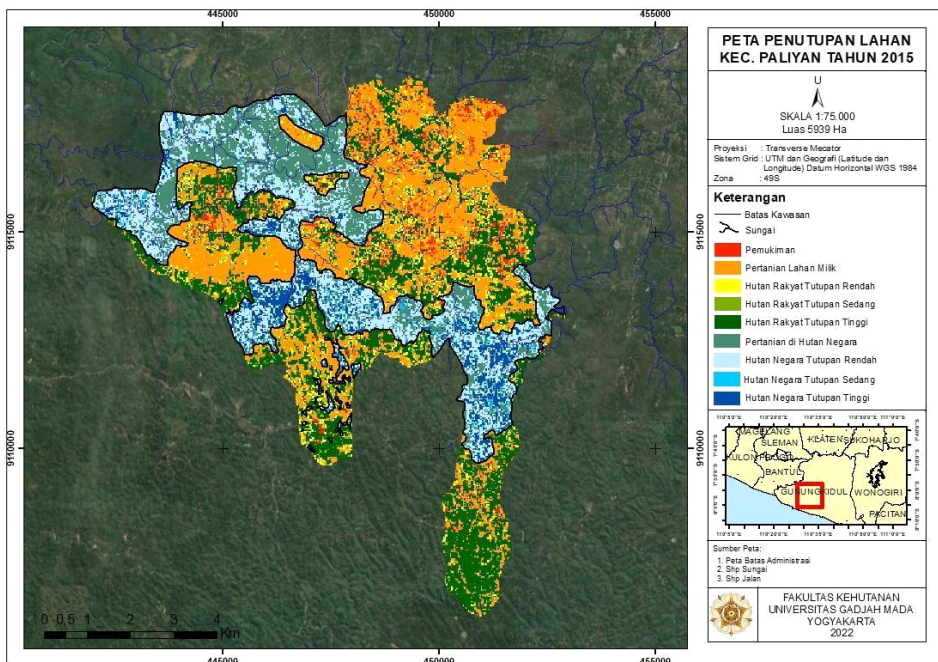 445000 450000 455000
9115000
9110000
9115000
9110000
0 0.5 1 2 3 4
Km
445000 450000 455000
PETA PENUTUPAN LAHAN
KEC. PALIYAN TAHUN 2015
U
SKALA 1:75.000
Luas 5939 Ha
Proyeksi : Transverse Mecator
Sistem Grid : UTM dan Geografi (Latitude dan
Longitude) Datum Horizontal WGS 1984
Zona : 49S
Keterangan
Batas Kawasan
Sungai
Pemukiman
Pertanian Lahan Milik
Hutan Rakyat Tutupan Rendah
Hutan Rakyat Tutupan Sedang
Hutan Rakyat Tutupan Tinggi
Pertanian di Hutan Negara
Hutan Negara Tutupan Rendah
Hutan Negara Tutupan Sedang
Hutan Negara Tutupan Tinggi
MAGELANG
SLEMAN KLATEN SUKOHARJO
BANTUL
GUNUNGKIDUL WONOGIRI
PACITAN
Sumber Peta:
1. Peta Batas Administrasi
2. Shp Sungai
3. Shp Jalan
FAKULTAS KEHUTANAN
UNIVERSITAS GADJAH MADA
YOGYAKARTA
2022